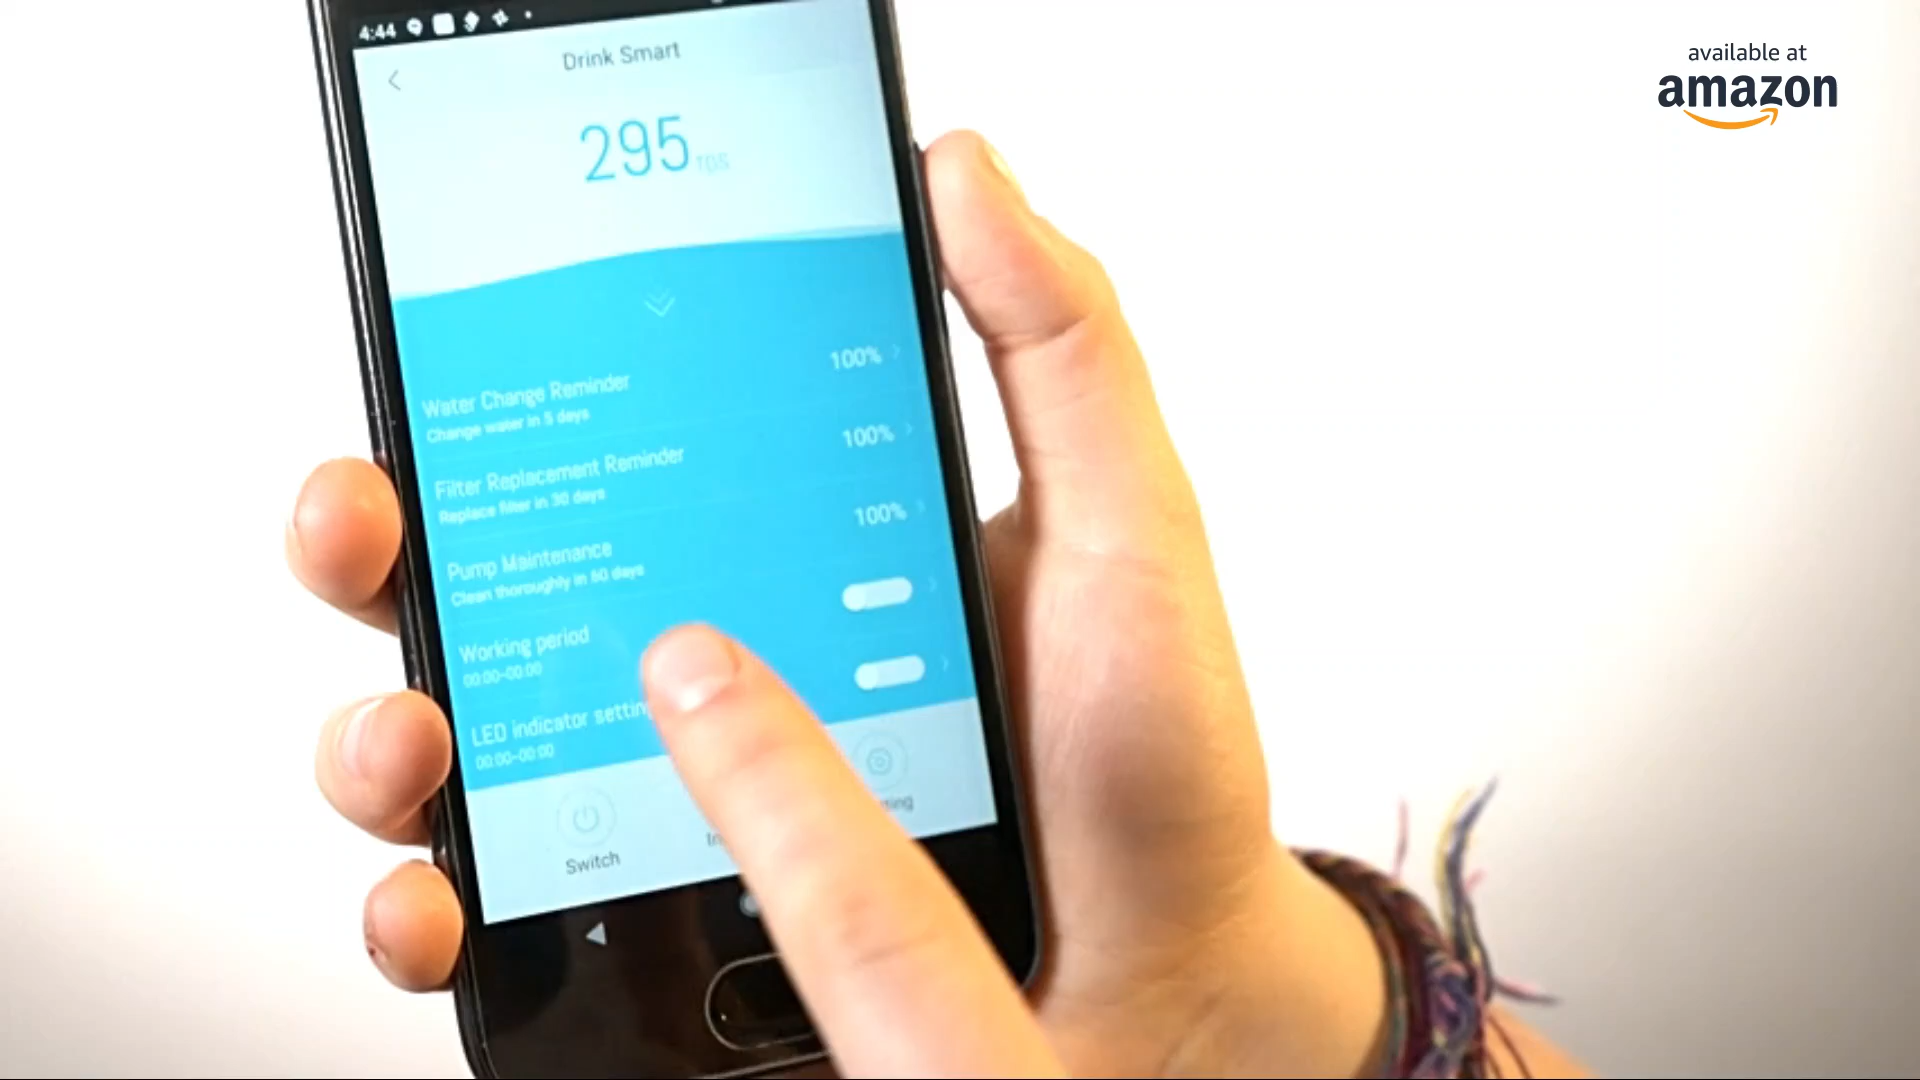 4:44
available at
amazon
Drink Smart
295 rps
Water Change Reminder
Change water in 5 days
100%
Filter Replacement Reminder
Replace filter in 30 days
100%
Pump Maintenance
Clean thoroughly in 60 days
100%
Working period
00:00-00:00
LED indicator setting
00:00-00:00
Switch